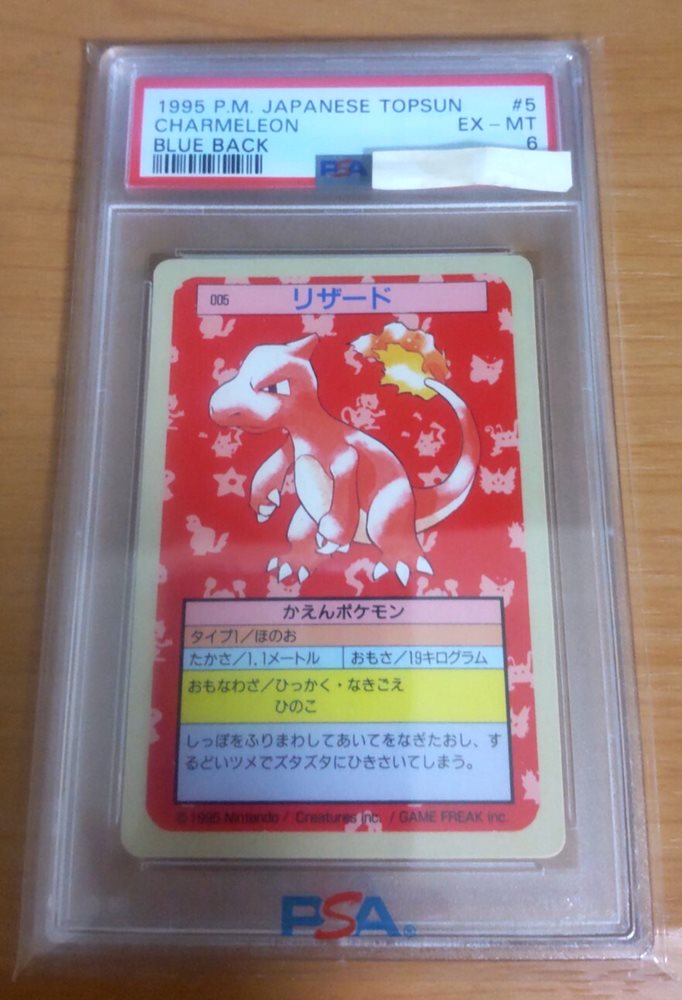 1995 P.M. JAPANESE TOPSUN #5
CHARMELEON EX - MT
BLUE BACK 6
PSA
005 リザード
かえんポケモン
タイプ1/ほのお
たかさ/1.1メートル おもさ/19キログラム
おもなわざ/ひっかく・なきごえ
ひのこ
しっぽをふりまわしてあいてをなぎたおし、す
るどいツメでズタズタにひきさいてしまう。
©1995 Nintendo / Creatures inc. / GAME FREAK inc.
PSA®